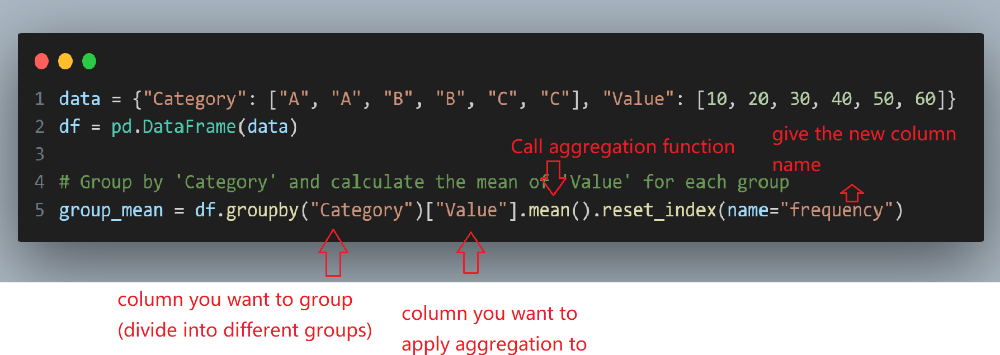 1 data = {"Category": ["A", "A", "B", "B", "C", "C"], "Value": [10, 20, 30, 40, 50, 60]}
2 df = pd.DataFrame(data)
give the new column
name
Call aggregation function
3
4 # Group by 'Category' and calculate the mean of 'Value' for each group
5 group_mean = df.groupby("Category")["Value"].mean().reset_index(name="frequency")
column you want to group
(divide into different groups)
column you want to
apply aggregation to